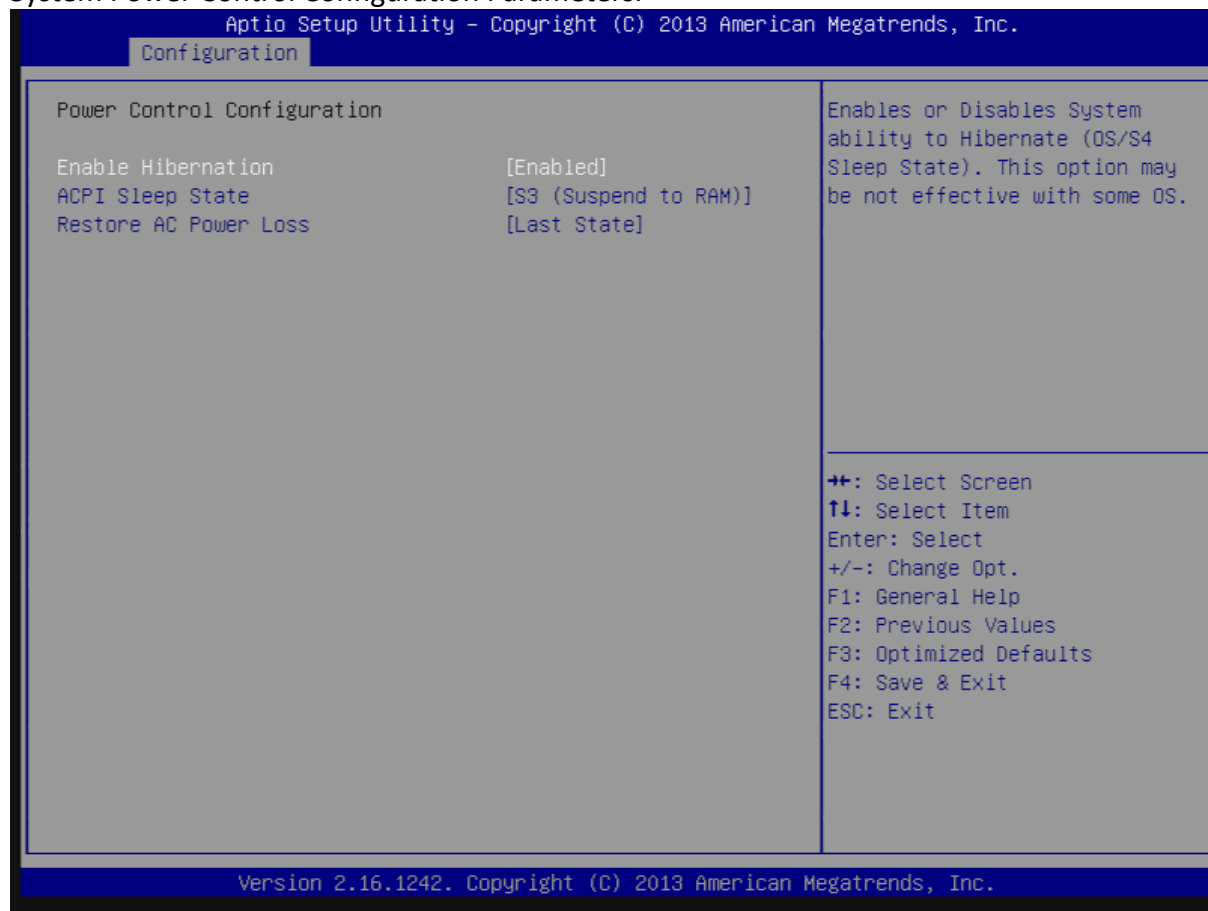 System Power Control Configuration Parameters.
Aptio Setup Utility – Copyright (C) 2013 American Megatrends, Inc.
Configuration
Power Control Configuration
Enable Hibernation [Enabled]
ACPI Sleep State [S3 (Suspend to RAM)]
Restore AC Power Loss [Last State]
Enables or Disables System
ability to Hibernate (OS/S4
Sleep State). This option may
be not effective with some OS.
→←: Select Screen
↑↓: Select Item
Enter: Select
+/-: Change Opt.
F1: General Help
F2: Previous Values
F3: Optimized Defaults
F4: Save & Exit
ESC: Exit
Version 2.16.1242. Copyright (C) 2013 American Megatrends, Inc.